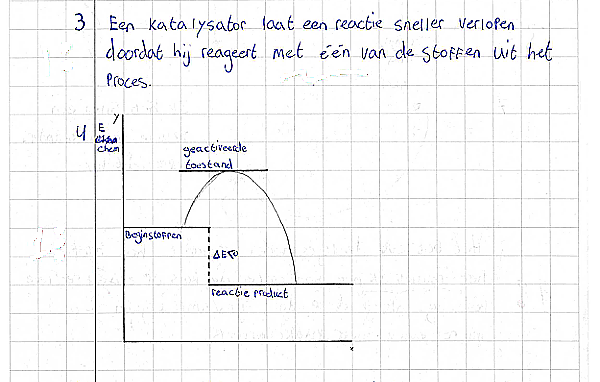 3 Een katalysator laat een reactie sneller verlopen
doordat hij reageert met één van de stoffen uit het
proces.
4
y
E
chem
geactiveerde
toestand
Beginstoffen
ΔE<0
reactie product
x